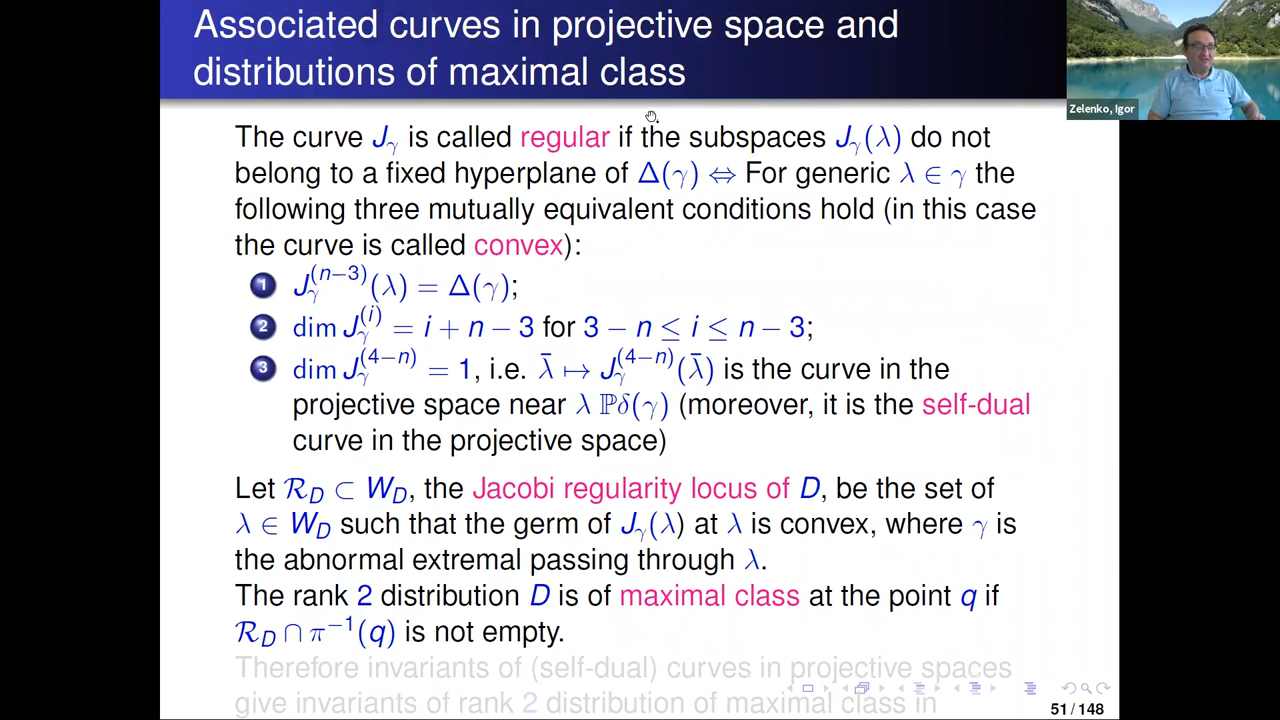 Associated curves in projective space and
distributions of maximal class
Zelenko, Igor
The curve J_γ is called regular if the subspaces J_γ(λ) do not
belong to a fixed hyperplane of Δ(γ) ⇔ For generic λ ∈ γ the
following three mutually equivalent conditions hold (in this case
the curve is called convex):
1 J_γ^(n−3)(λ) = Δ(γ);
2 dim J_γ^(i) = i + n − 3 for 3 − n ≤ i ≤ n − 3;
3 dim J_γ^(4−n) = 1, i.e. λ̄ ↦ J_γ^(4−n)(λ̄) is the curve in the
projective space near λ ℙδ(γ) (moreover, it is the self-dual
curve in the projective space)
Let ℛ_D ⊂ W_D, the Jacobi regularity locus of D, be the set of
λ ∈ W_D such that the germ of J_γ(λ) at λ is convex, where γ is
the abnormal extremal passing through λ.
The rank 2 distribution D is of maximal class at the point q if
ℛ_D ∩ π⁻¹(q) is not empty.
Therefore invariants of (self-dual) curves in projective spaces
give invariants of rank 2 distribution of maximal class in
51 / 148